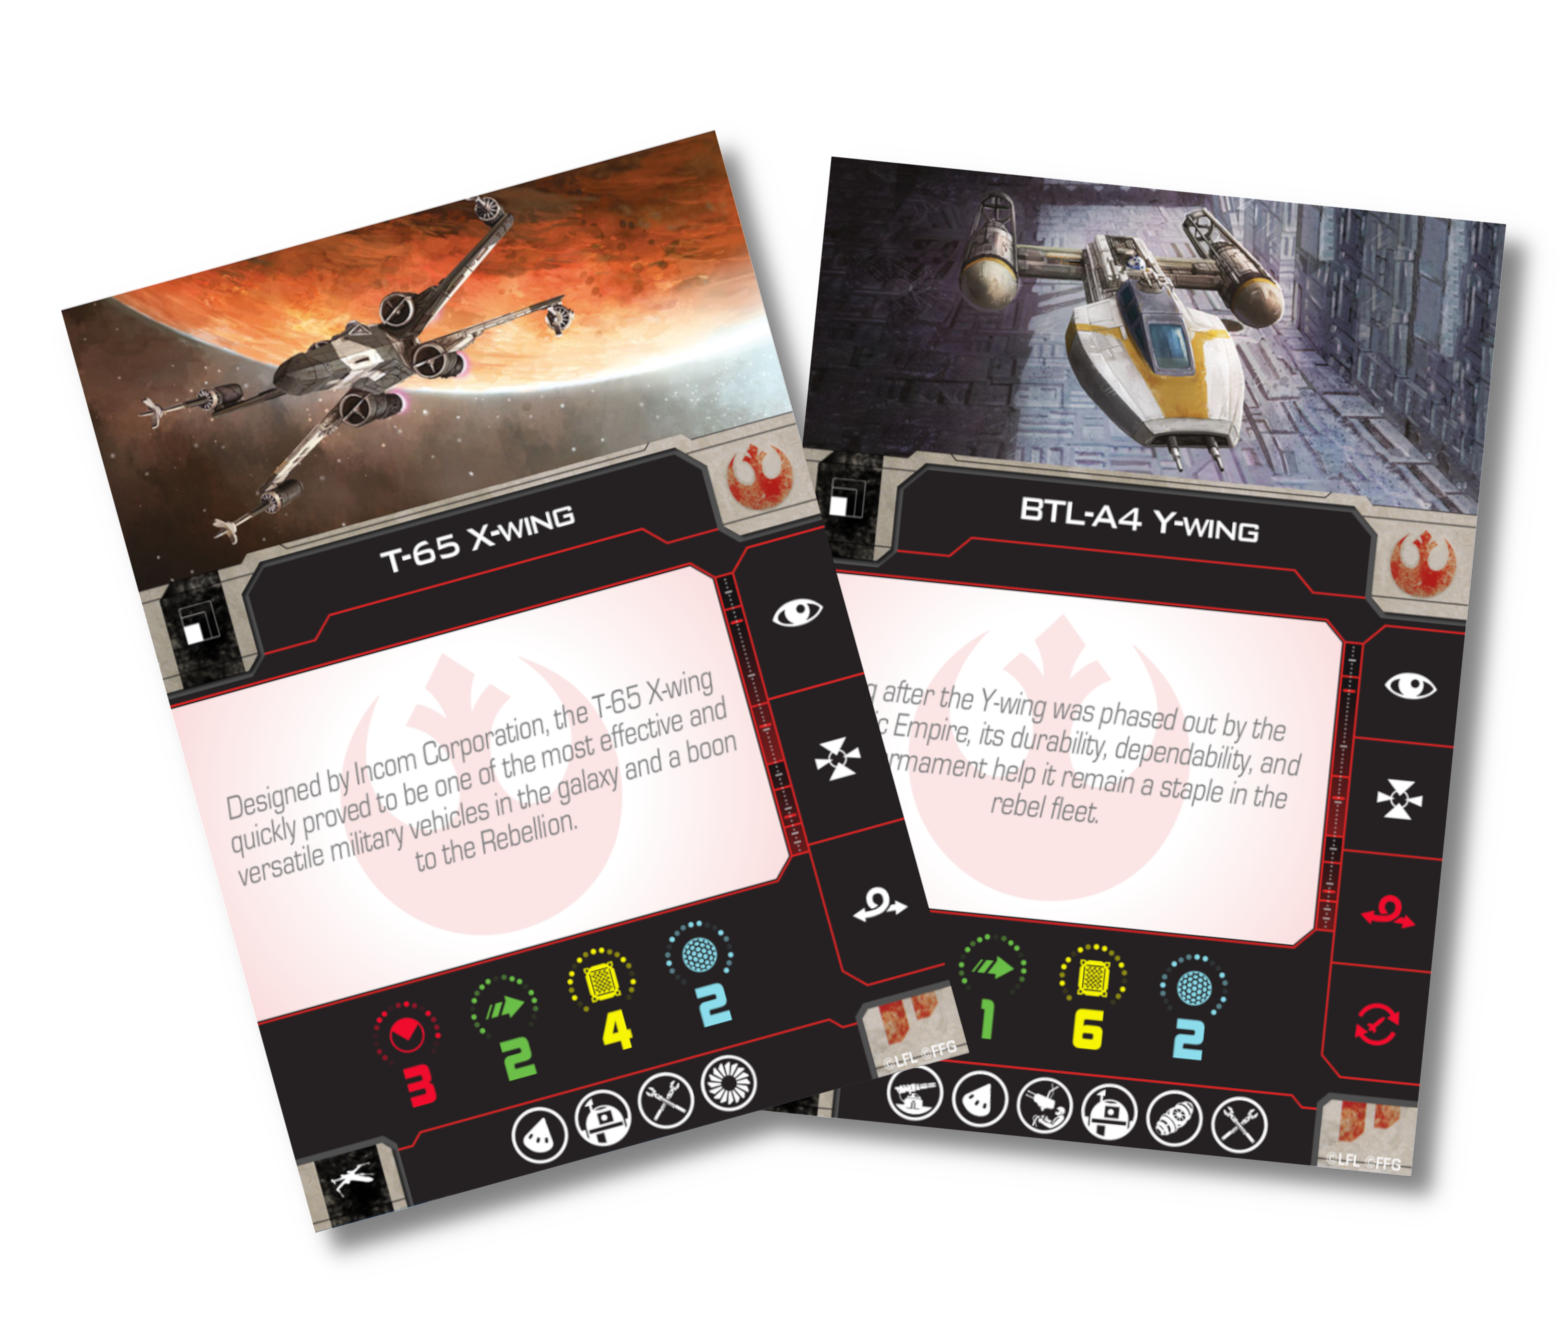 T-65 X-WING
Designed by Incom Corporation, the T-65 X-wing
quickly proved to be one of the most effective and
versatile military vehicles in the galaxy and a boon
to the Rebellion.
3 2 4 2
©LFL ©FFG
BTL-A4 Y-WING
after the Y-wing was phased out by the
Empire, its durability, dependability, and
help it remain a staple in the
rebel fleet.
1 6 2
©LFL ©FFG